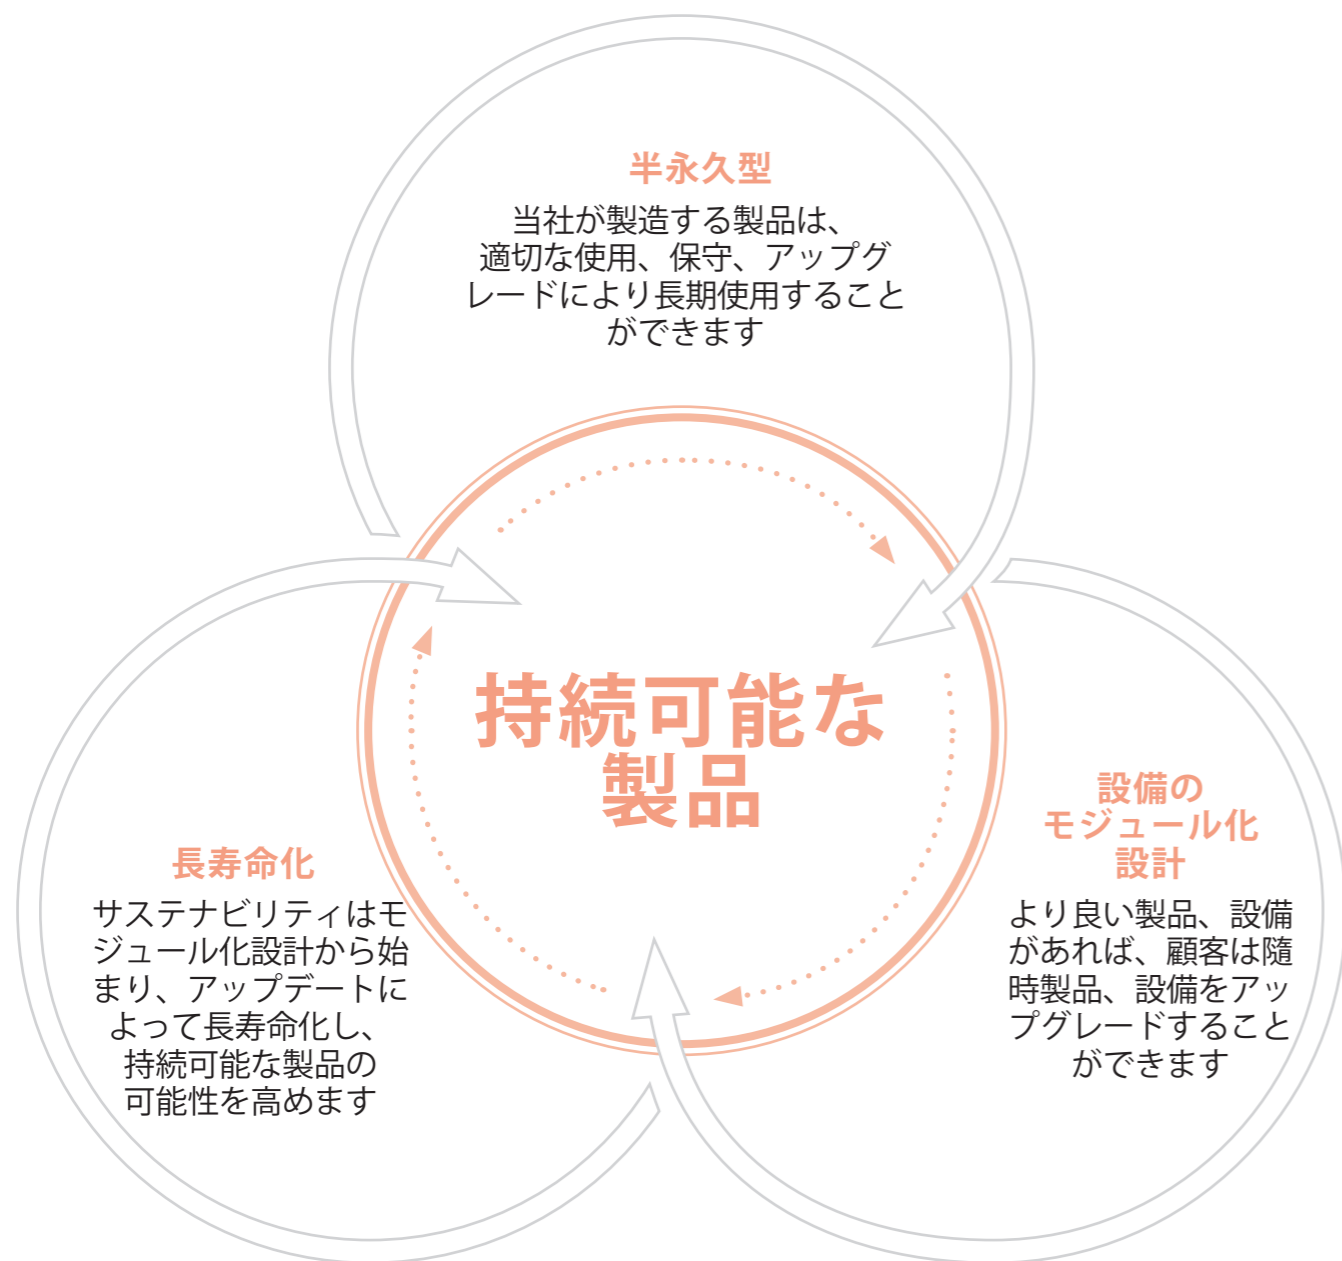 半永久型
当社が製造する製品は、
適切な使用、保守、アップグ
レードにより長期使用すること
ができます
持続可能な
製品
長寿命化
サステナビリティはモ
ジュール化設計から始
まり、アップデートに
よって長寿命化し、
持続可能な製品の
可能性を高めます
設備の
モジュール化
設計
より良い製品、設備
があれば、顧客は随
時製品、設備をアッ
プグレードすること
ができます